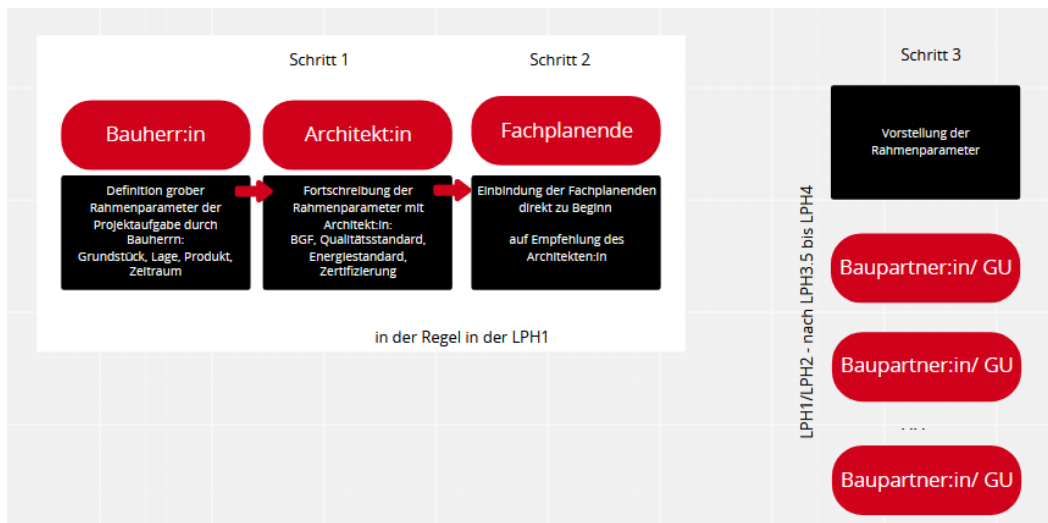 Schritt 1
Schritt 2
Bauherr:in
Architekt:in
Fachplanende
Definition grober
Rahmenparameter der
Projektaufgabe durch
Bauherrn:
Grundstück, Lage, Produkt,
Zeitraum
Fortschreibung der
Rahmenparameter mit
Architekt:in:
BGF, Qualitätsstandard,
Energiestandard,
Zertifizierung
Einbindung der Fachplanenden
direkt zu Beginn
auf Empfehlung des
Architekten:in
in der Regel in der LPH1
Schritt 3
Vorstellung der
Rahmenparameter
LPH1/LPH2 - nach LPH3.5 bis LPH4
Baupartner:in/ GU
Baupartner:in/ GU
Baupartner:in/ GU